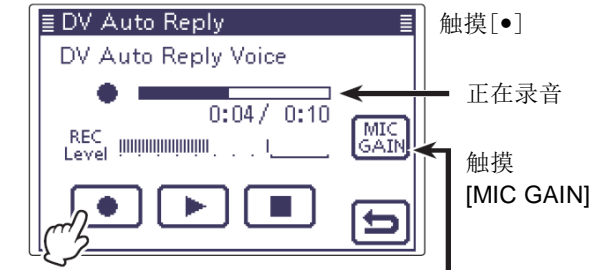 DV Auto Reply
触摸[•]
DV Auto Reply Voice
正在录音
0:04 / 0:10
MIC
GAIN
REC
Level
触摸
[MIC GAIN]